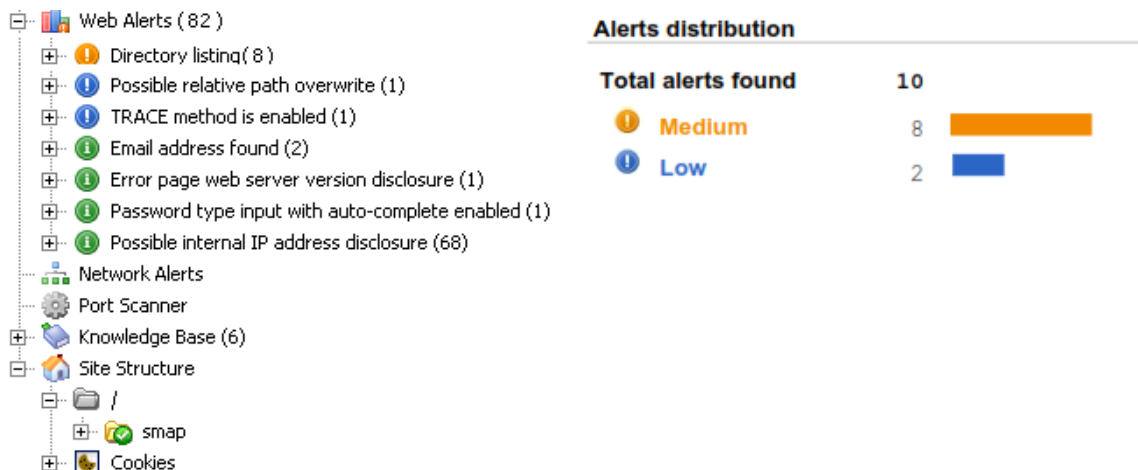 Web Alerts ( 82 )
Directory listing( 8 )
Possible relative path overwrite (1)
TRACE method is enabled (1)
Email address found (2)
Error page web server version disclosure (1)
Password type input with auto-complete enabled (1)
Possible internal IP address disclosure (68)
Network Alerts
Port Scanner
Knowledge Base (6)
Site Structure
/
smap
Cookies
Alerts distribution
Total alerts found 10
Medium 8
Low 2